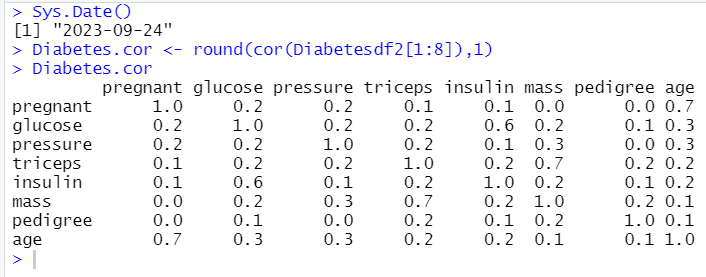 > Sys.Date()
[1] "2023-09-24"
> Diabetes.cor <- round(cor(Diabetesdf2[1:8]),1)
> Diabetes.cor
         pregnant glucose pressure triceps insulin mass pedigree age
pregnant      1.0     0.2      0.2     0.1     0.1  0.0      0.0 0.7
glucose       0.2     1.0      0.2     0.2     0.6  0.2      0.1 0.3
pressure      0.2     0.2      1.0     0.2     0.1  0.3      0.0 0.3
triceps       0.1     0.2      0.2     1.0     0.2  0.7      0.2 0.2
insulin       0.1     0.6      0.1     0.2     1.0  0.2      0.1 0.2
mass          0.0     0.2      0.3     0.7     0.2  1.0      0.2 0.1
pedigree      0.0     0.1      0.0     0.2     0.1  0.2      1.0 0.1
age           0.7     0.3      0.3     0.2     0.2  0.1      0.1 1.0
>